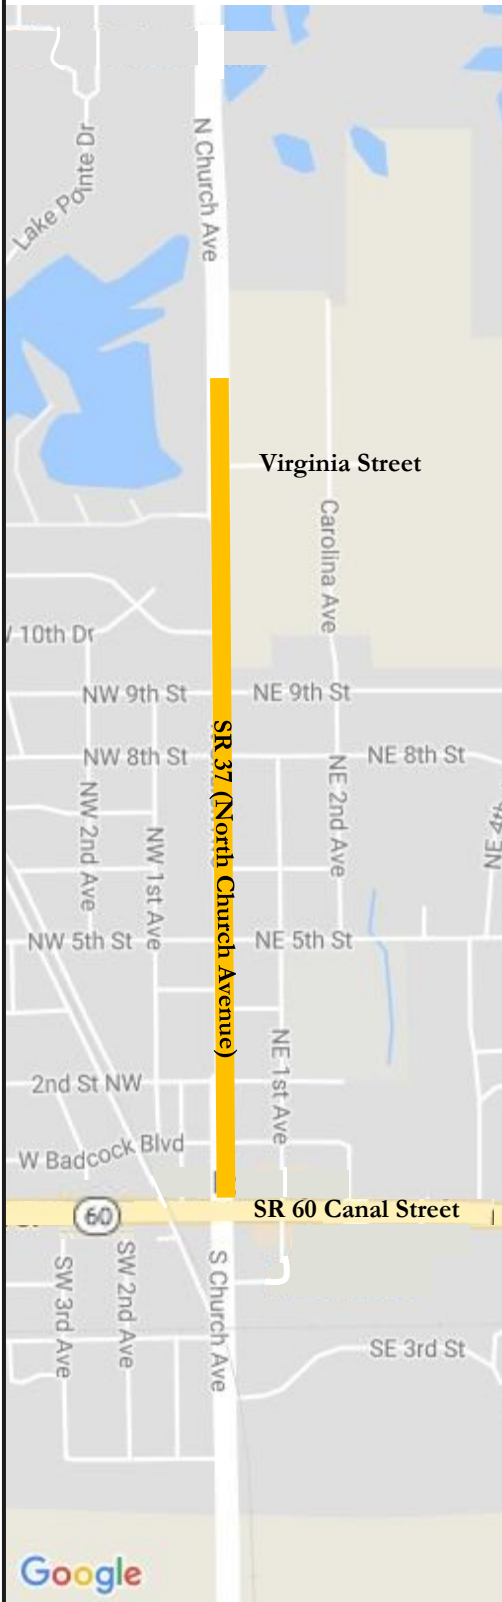 N Church Ave
Lake Pointe Dr
Virginia Street
Carolina Ave
10th Dr
NW 9th St
NE 9th St
SR 37 (North Church Avenue)
NW 8th St
NE 8th St
NW 2nd Ave
NE 2nd Ave
NW 1st Ave
NW 5th St
NE 5th St
NE 1st Ave
2nd St NW
W Badcock Blvd
60
SR 60 Canal Street
SW 3rd Ave
SW 2nd Ave
S Church Ave
SE 3rd St
Google